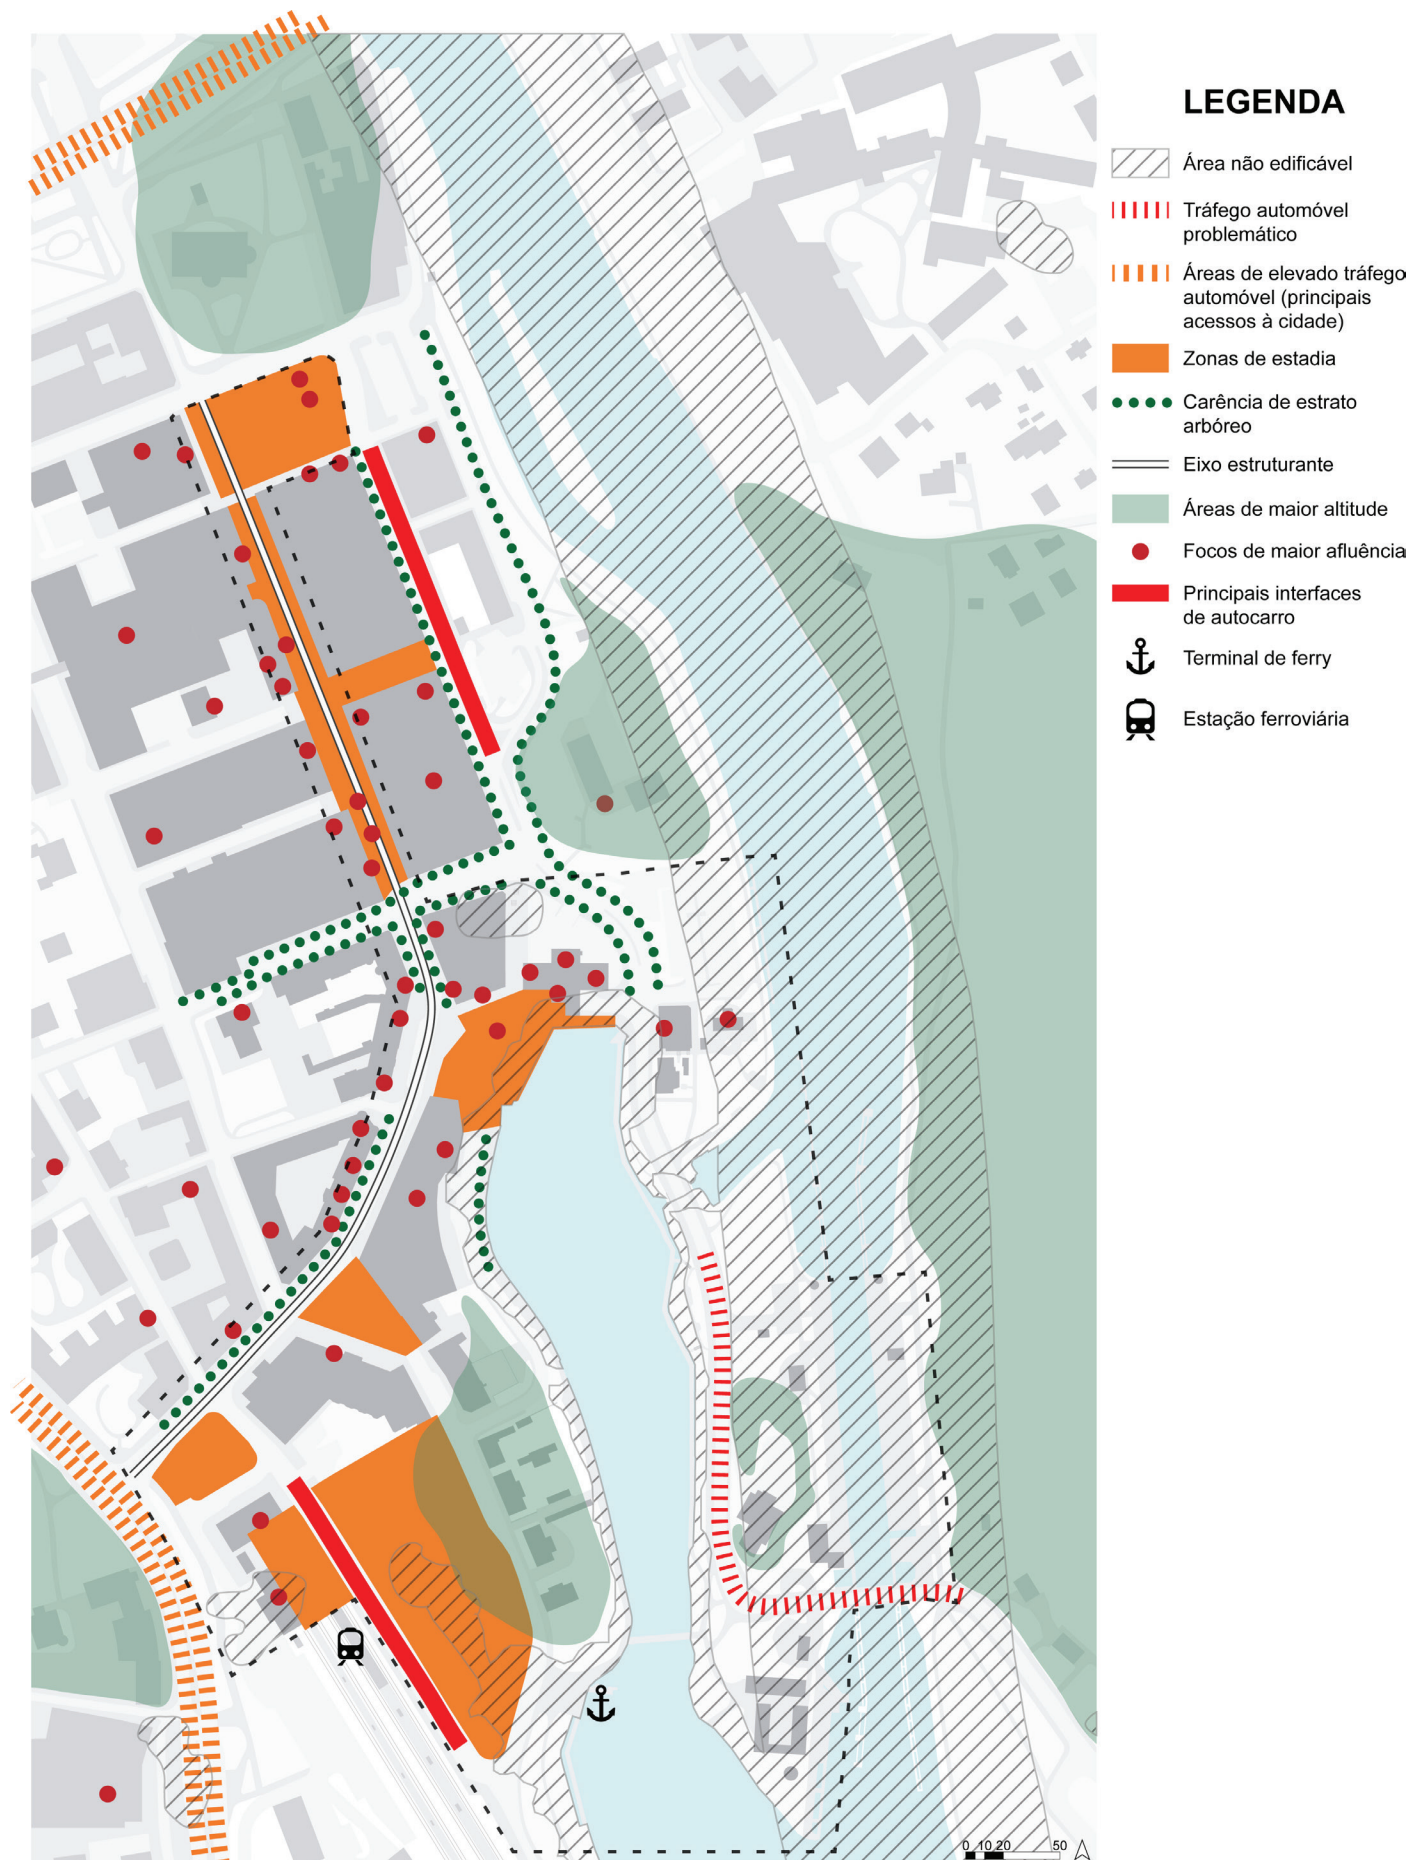 LEGENDA
Área não edificável
Tráfego automóvel
problemático
Áreas de elevado tráfego
automóvel (principais
acessos à cidade)
Zonas de estadia
Carência de estrato
arbóreo
Eixo estruturante
Áreas de maior altitude
Focos de maior afluência
Principais interfaces
de autocarro
Terminal de ferry
Estação ferroviária
0 10 20 50